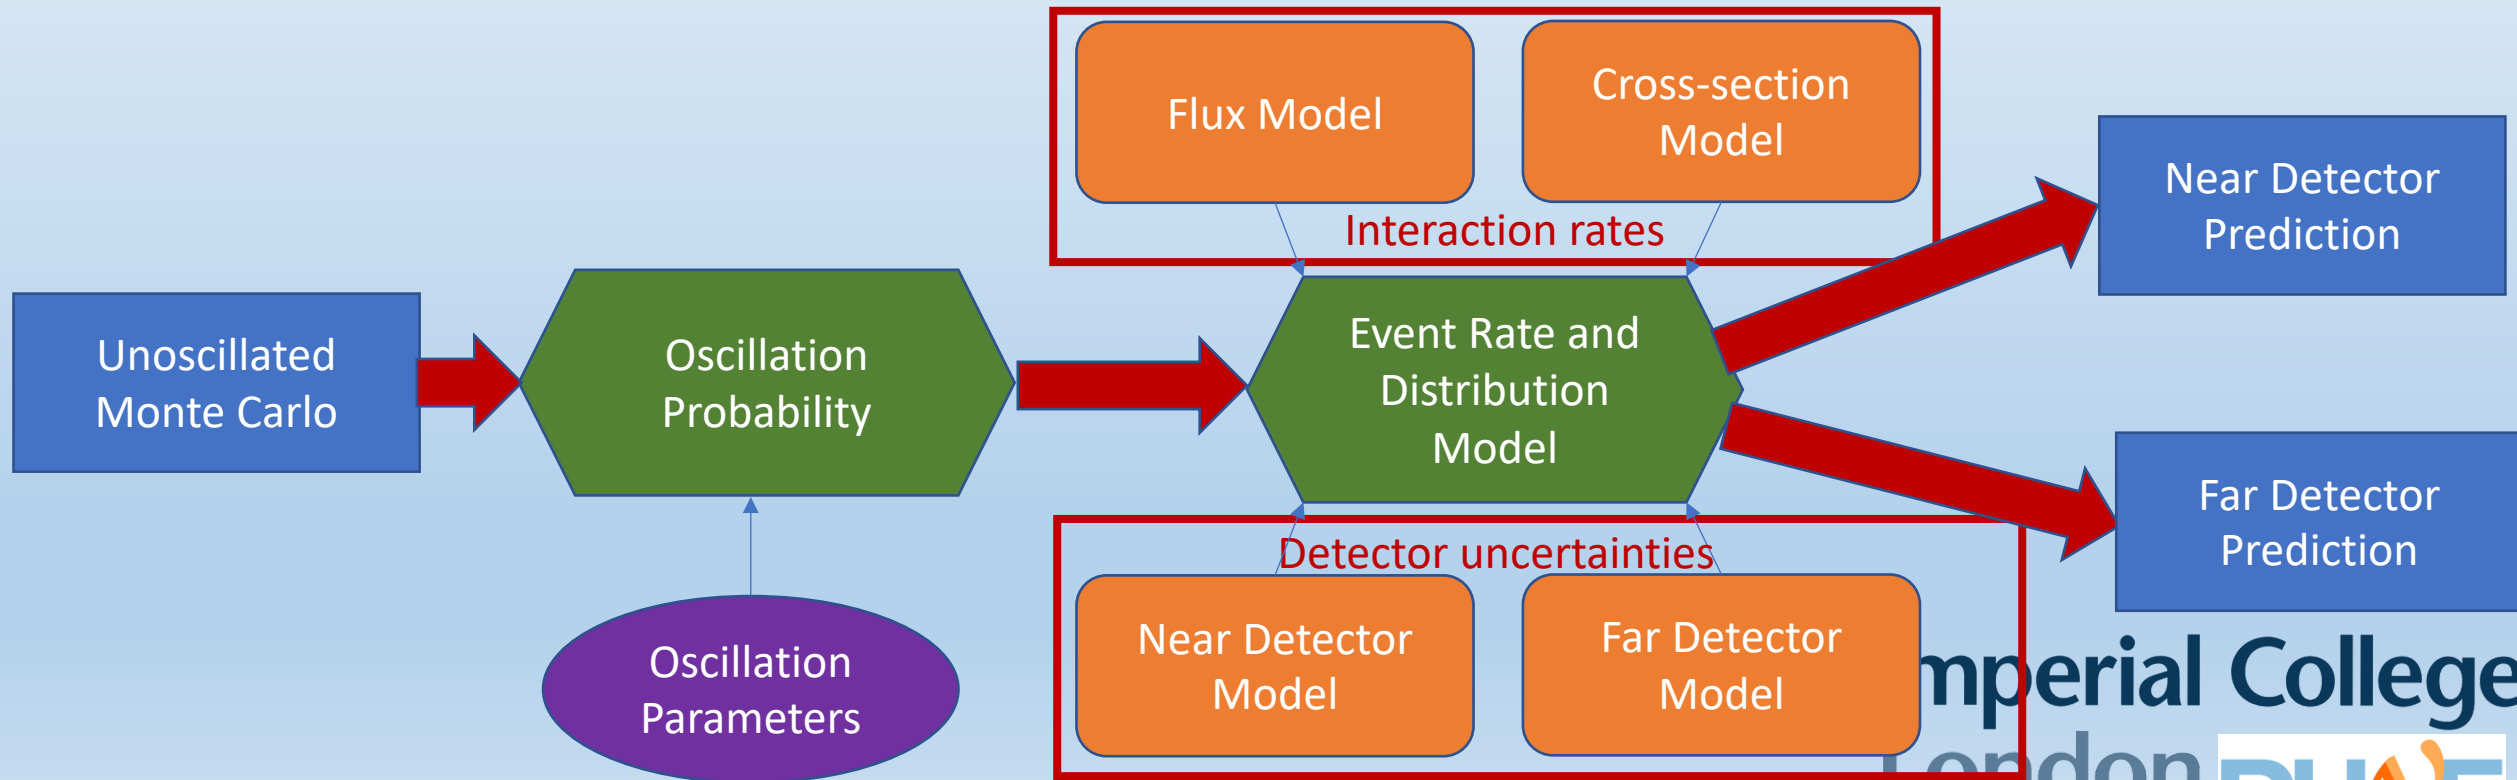 Flux Model
Cross-section
Model
Interaction rates
Near Detector
Prediction
Unoscillated
Monte Carlo
Oscillation
Probability
Event Rate and
Distribution
Model
Far Detector
Prediction
Detector uncertainties
Oscillation
Parameters
Near Detector
Model
Far Detector
Model
mperial College
London